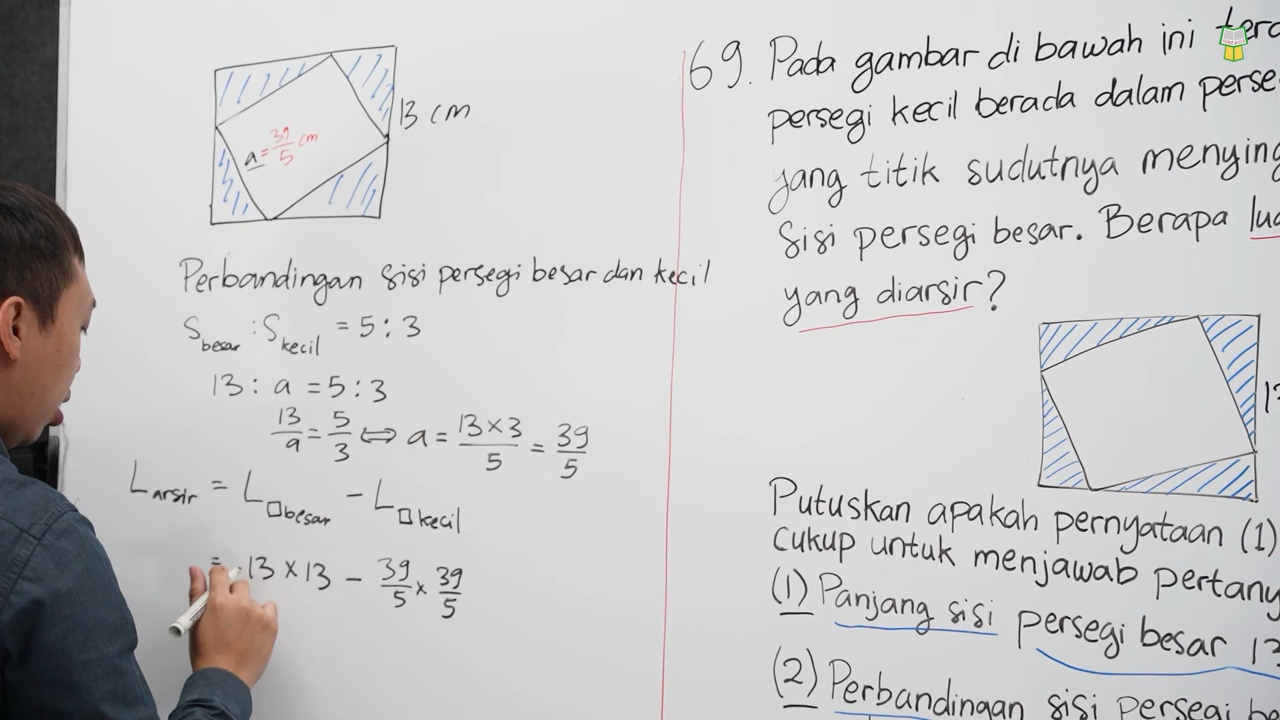 13 cm
a = 39/5 cm
Perbandingan sisi persegi besar dan kecil
S besar : S kecil = 5 : 3
13 : a = 5 : 3
13/a = 5/3 ⇔ a = 13 × 3 / 5 = 39/5
L arsir = L □ besar − L □ kecil
= 13 × 13 − 39/5 × 39/5
69. Pada gambar di bawah ini
persegi kecil berada dalam
yang titik sudutnya
sisi persegi besar. Berapa
yang diarsir?
Putuskan apakah pernyataan (1)
cukup untuk menjawab
(1) Panjang sisi persegi besar
(2) Perbandingan sisi persegi